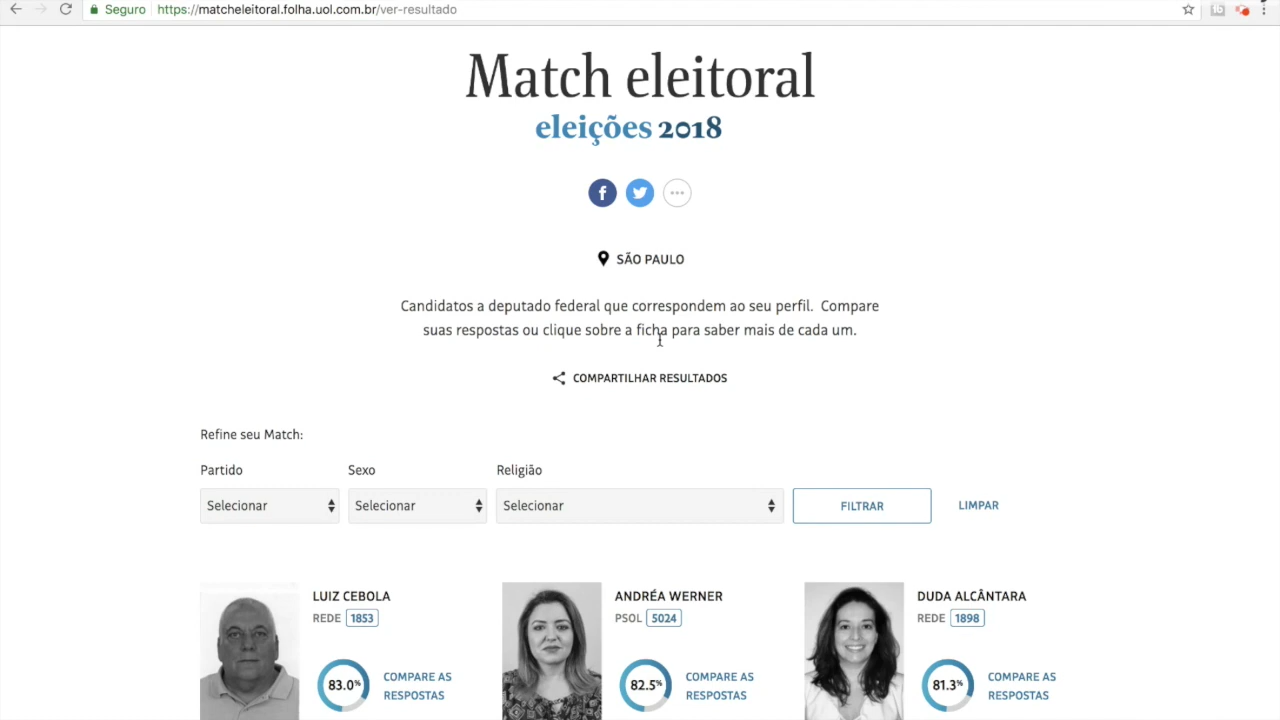 Seguro https://matcheleitoral.folha.uol.com.br/ver-resultado
Match eleitoral
eleições 2018
SÃO PAULO
Candidatos a deputado federal que correspondem ao seu perfil. Compare
suas respostas ou clique sobre a ficha para saber mais de cada um.
COMPARTILHAR RESULTADOS
Refine seu Match:
Partido Sexo Religião
Selecionar Selecionar Selecionar FILTRAR LIMPAR
LUIZ CEBOLA
REDE 1853
83.0%
COMPARE AS
RESPOSTAS
ANDRÉA WERNER
PSOL 5024
82.5%
COMPARE AS
RESPOSTAS
DUDA ALCÂNTARA
REDE 1898
81.3%
COMPARE AS
RESPOSTAS